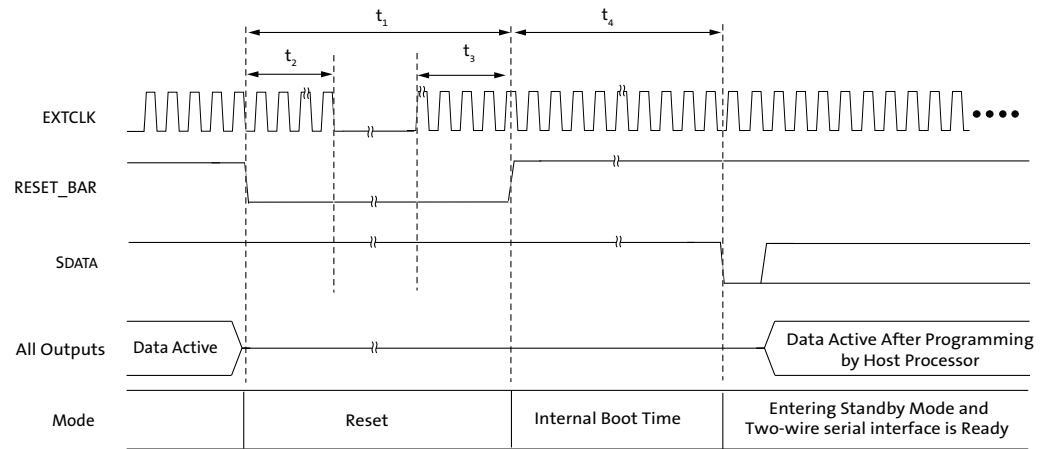 t1
t4
t2
t3
EXTCLK
RESET_BAR
SDATA
All Outputs
Data Active
Data Active After Programming
by Host Processor
Mode
Reset
Internal Boot Time
Entering Standby Mode and
Two-wire serial interface is Ready